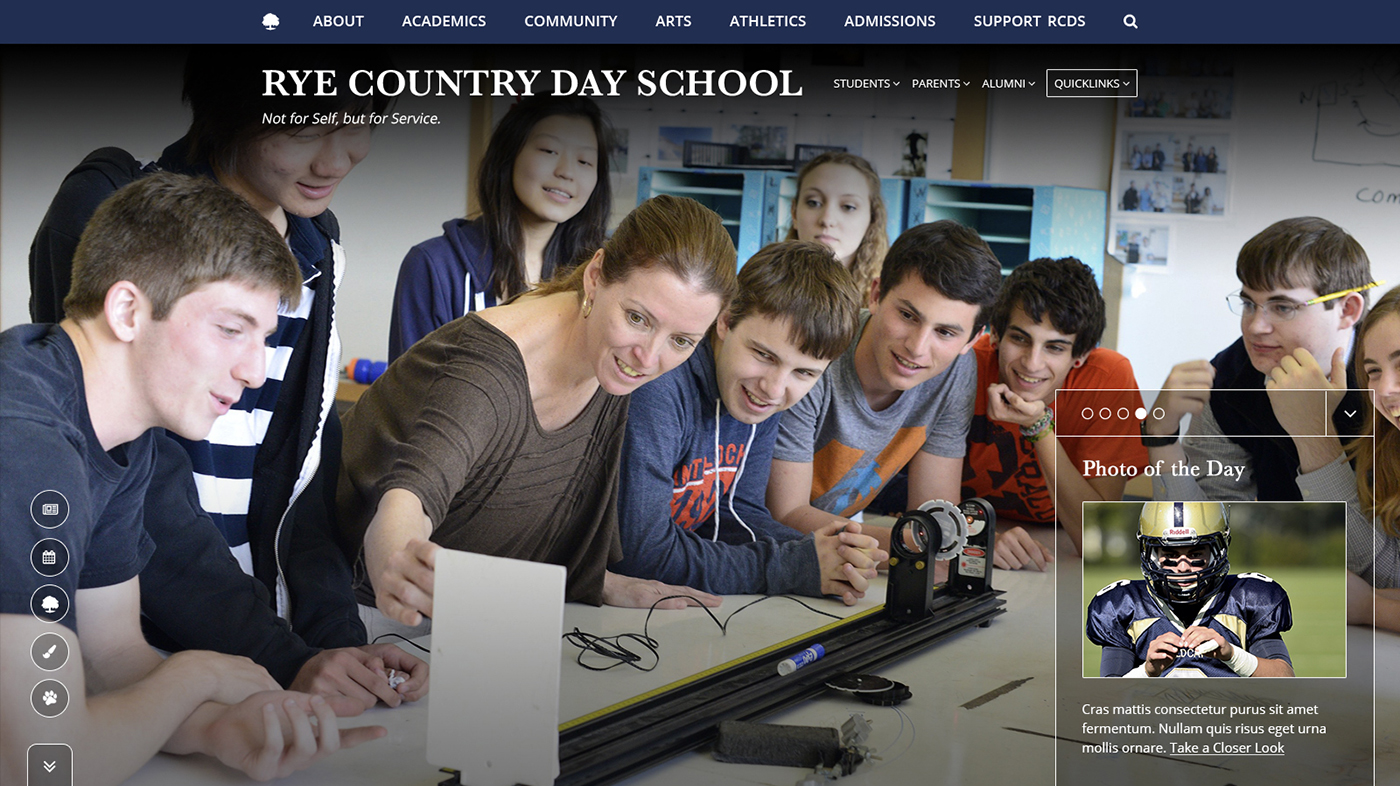 ABOUT ACADEMICS COMMUNITY ARTS ATHLETICS ADMISSIONS SUPPORT RCDS
RYE COUNTRY DAY SCHOOL
STUDENTS PARENTS ALUMNI QUICKLINKS
Not for Self, but for Service.
Photo of the Day
Riddell
Cras mattis consectetur purus sit amet
fermentum. Nullam quis risus eget urna
mollis ornare. Take a Closer Look